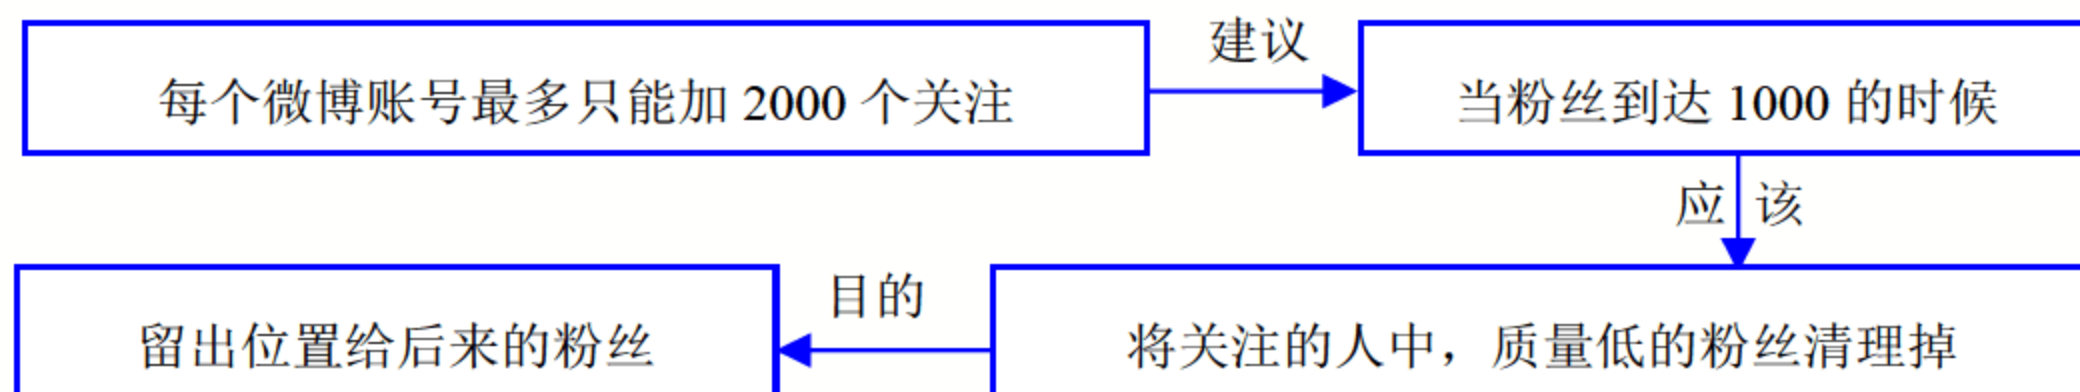 每个微博账号最多只能加 2000 个关注
建议
当粉丝到达 1000 的时候
应该
将关注的人中，质量低的粉丝清理掉
目的
留出位置给后来的粉丝